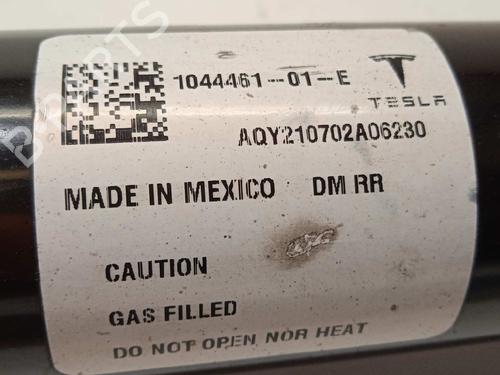 1044461-01-E
TESLA
AQY210702A06230
MADE IN MEXICO DM RR
CAUTION
GAS FILLED
DO NOT OPEN NOR HEAT